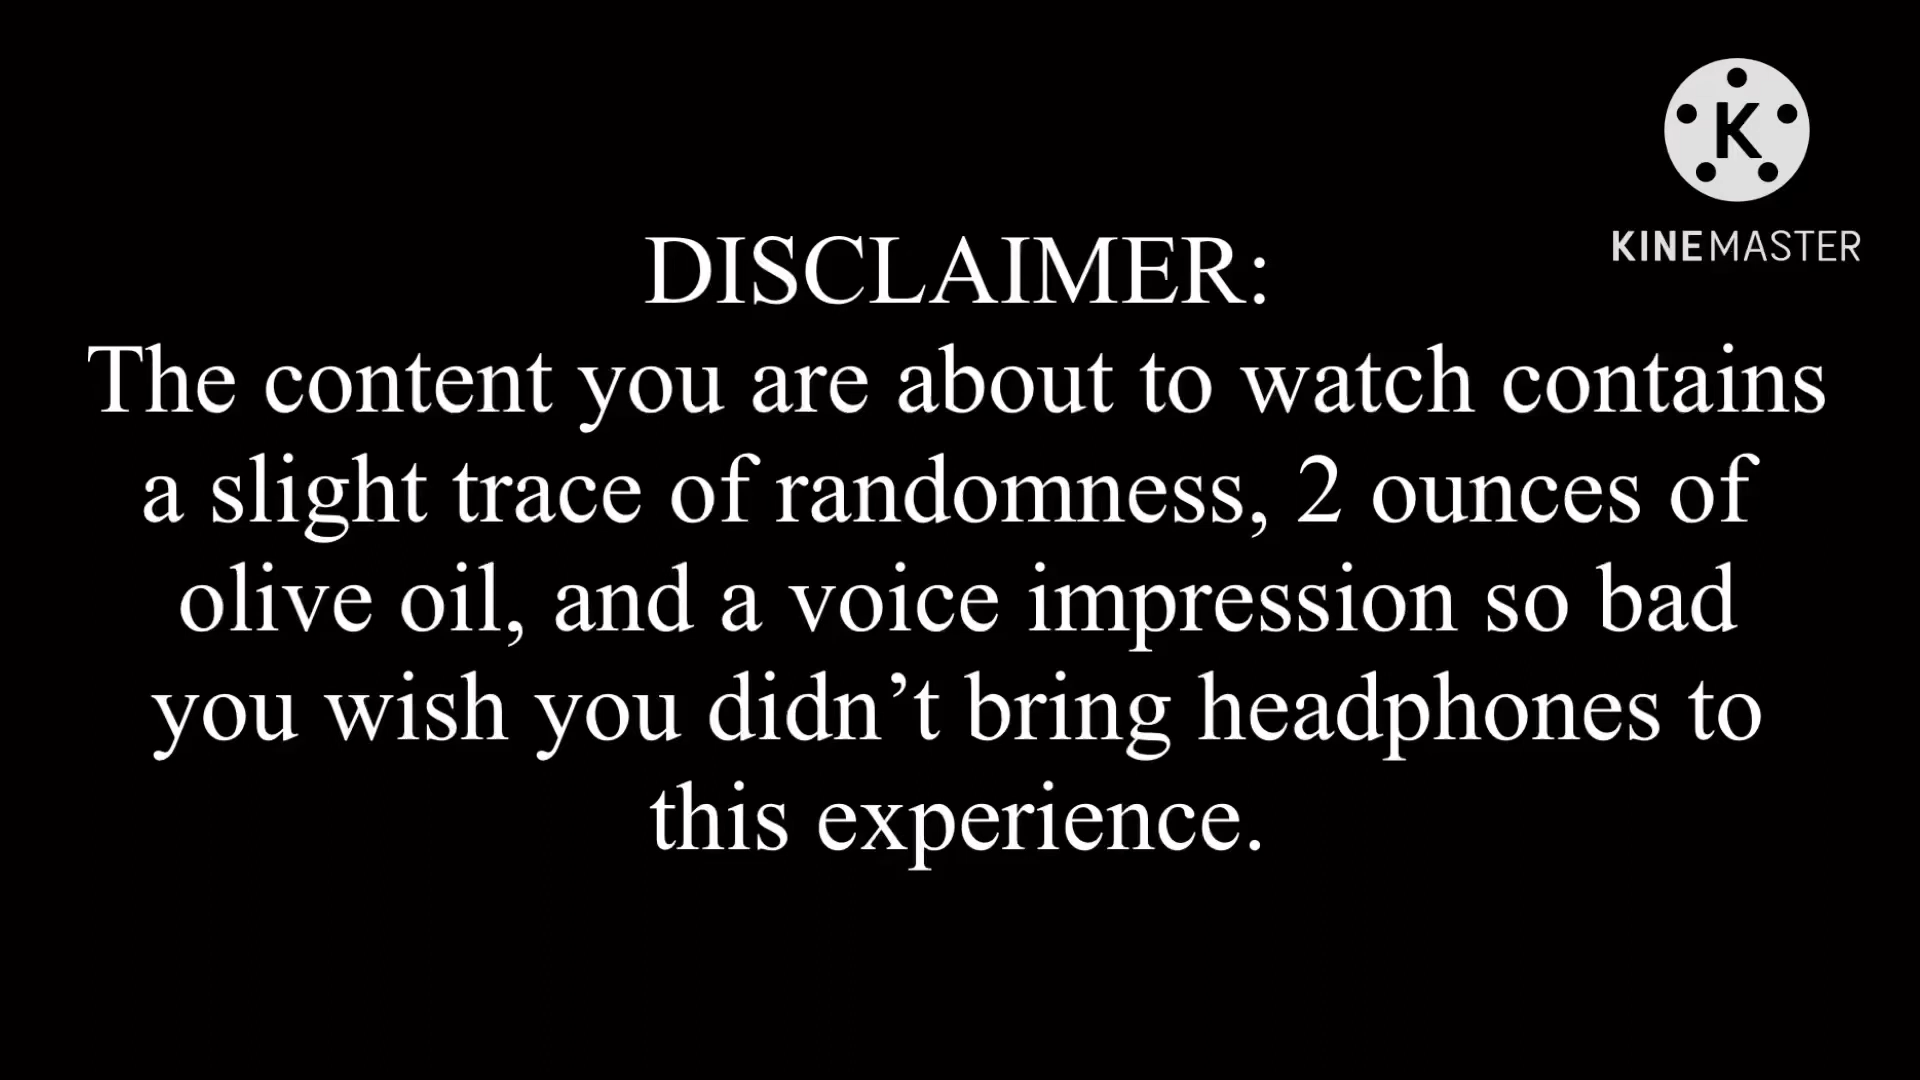 K
KINEMASTER
DISCLAIMER:
The content you are about to watch contains
a slight trace of randomness, 2 ounces of
olive oil, and a voice impression so bad
you wish you didn’t bring headphones to
this experience.